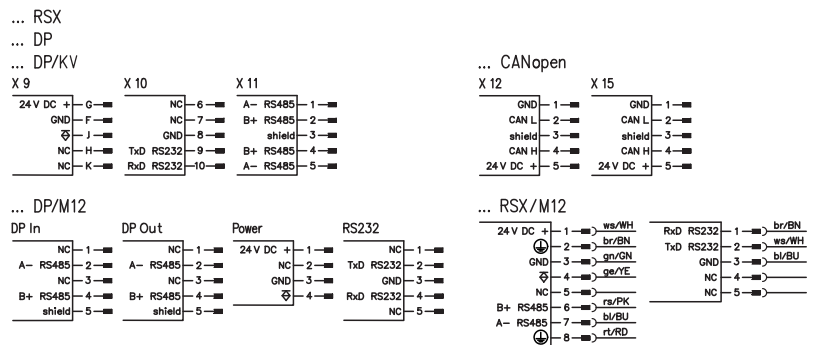 ... RSX
... DP
... DP/KV
X 9
24 V DC + G
GND F
J
NC H
NC K
X 10
NC 6
NC 7
GND 8
TxD RS232 9
RxD RS232 10
X 11
A- RS485 1
B+ RS485 2
shield 3
B+ RS485 4
A- RS485 5
... CANopen
X 12
GND 1
CAN L 2
shield 3
CAN H 4
24 V DC + 5
X 15
GND 1
CAN L 2
shield 3
CAN H 4
24 V DC + 5
... DP/M12
DP In
NC 1
A- RS485 2
NC 3
B+ RS485 4
shield 5
DP Out
NC 1
A- RS485 2
NC 3
B+ RS485 4
shield 5
Power
24 V DC + 1
NC 2
GND 3
4
RS232
NC 1
TxD RS232 2
GND 3
RxD RS232 4
NC 5
... RSX/M12
24 V DC + 1 ws/WH
2 br/BN
GND 3 gn/GN
4 ge/YE
NC 5
B+ RS485 6 rs/PK
A- RS485 7 bl/BU
8 rt/RD
RxD RS232 1 br/BN
TxD RS232 2 ws/WH
GND 3 bl/BU
NC 4
NC 5